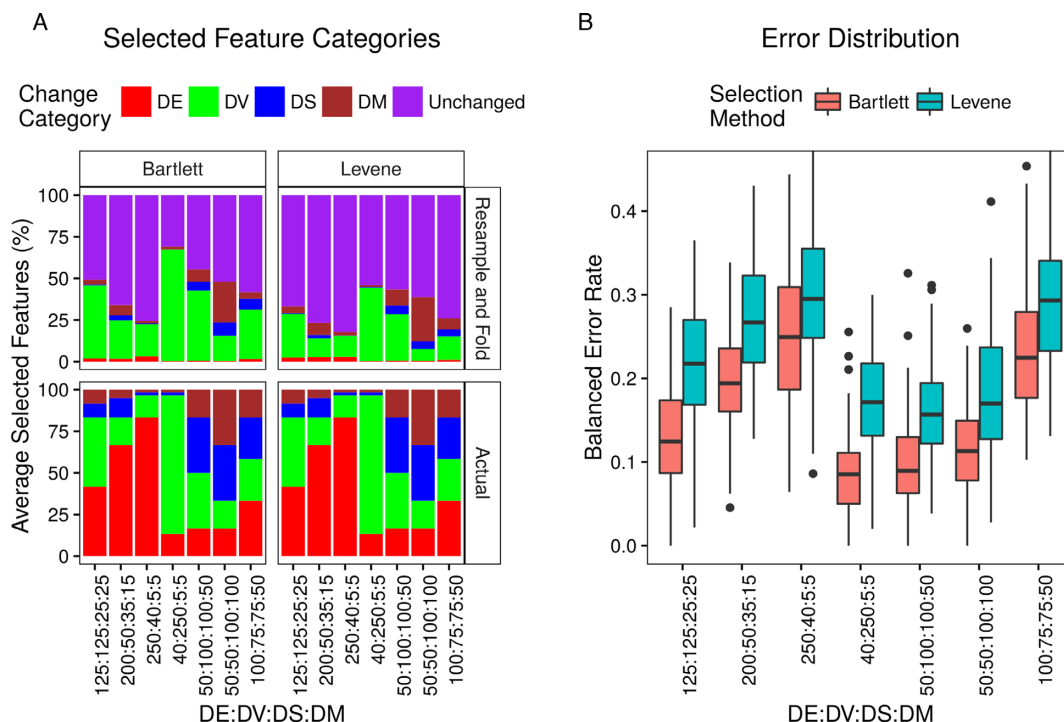 A
Selected Feature Categories
Change Category
DE
DV
DS
DM
Unchanged
Bartlett
Levene
Average Selected Features (%)
100
75
50
25
0
Resample and Fold
100
75
50
25
0
Actual
125:125:25:25
200:50:35:15
250:40:5:5
40:250:5:5
50:100:100:50
50:50:100:100
100:75:75:50
125:125:25:25
200:50:35:15
250:40:5:5
40:250:5:5
50:100:100:50
50:50:100:100
100:75:75:50
DE:DV:DS:DM
B
Error Distribution
Selection Method
Bartlett
Levene
Balanced Error Rate
0.4
0.3
0.2
0.1
0.0
125:125:25:25
200:50:35:15
250:40:5:5
40:250:5:5
50:100:100:50
50:50:100:100
100:75:75:50
DE:DV:DS:DM